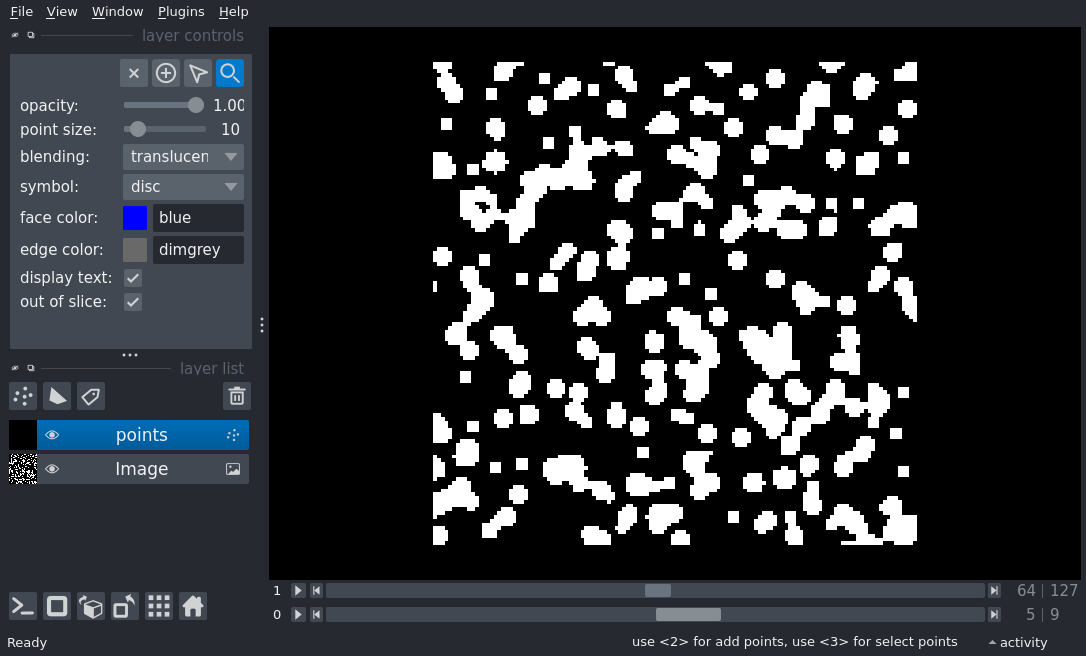 File View Window Plugins Help
layer controls
opacity: 1.00
point size: 10
blending: translucen
symbol: disc
face color: blue
edge color: dimgrey
display text:
out of slice:
layer list
points
Image
1 64 127
0 5 9
Ready use <2> for add points, use <3> for select points activity